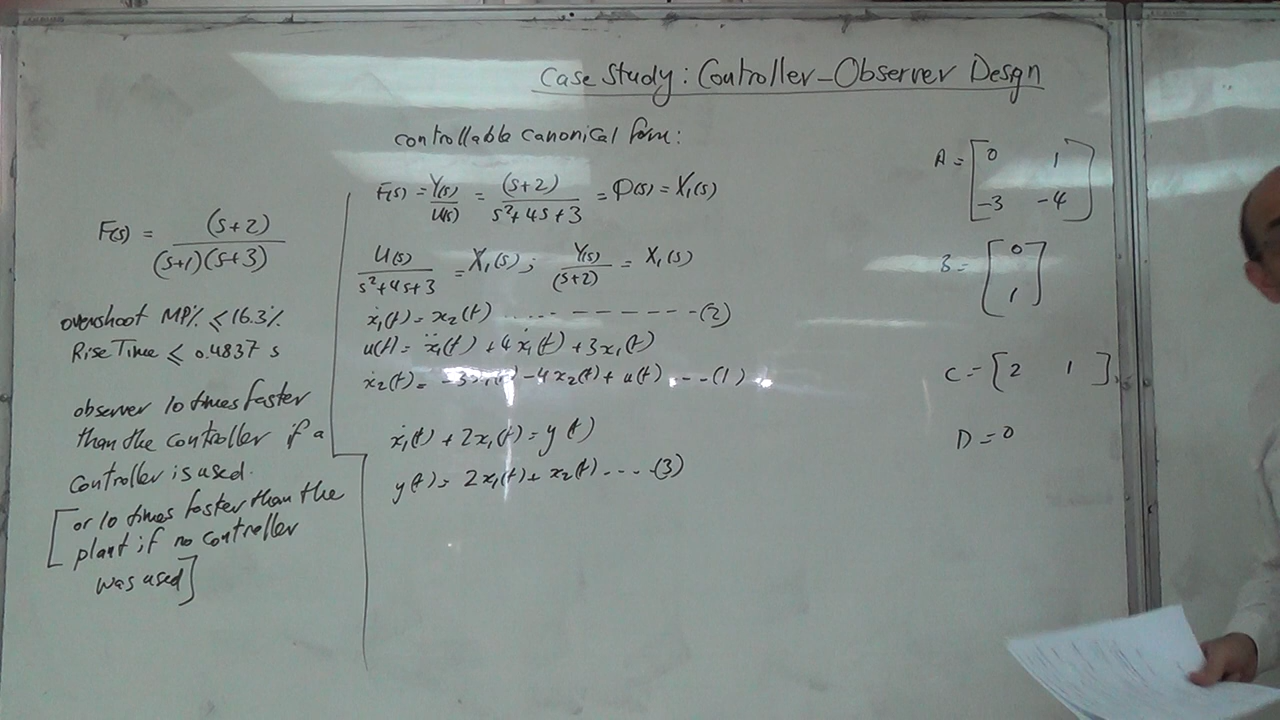 Case Study: Controller-Observer Desgn
F(s) = (s+2) / (s+1)(s+3)
overshoot MP% ≤ 16.3%
Rise Time ≤ 0.4837 s
observer 10 times faster
than the controller if a
controller is used.
[or 10 times faster than the
plant if no controller
was used]
controllable canonical form:
F(s) = Y(s)/U(s) = (s+2)/(s²+4s+3) = Φ(s) = X₁(s)
U(s)/(s²+4s+3) = X₁(s) ; Y(s)/(s+2) = X₁(s)
ẋ₁(t) = x₂(t) ..... - - - - - - - (2)
u(t) = ẍ₁(t) + 4ẋ₁(t) + 3x₁(t)
ẋ₂(t) = -3x₁(t) - 4x₂(t) + u(t) ... -- (1)
ẋ₁(t) + 2x₁(t) = y(t)
y(t) = 2x₁(t) + x₂(t) ---- (3)
A = [0 1
-3 -4]
B = [0
1]
C = [2 1]
D = 0